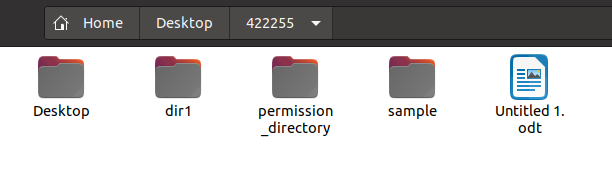 Home Desktop 422255
Desktop dir1 permission sample Untitled 1.
_directory odt